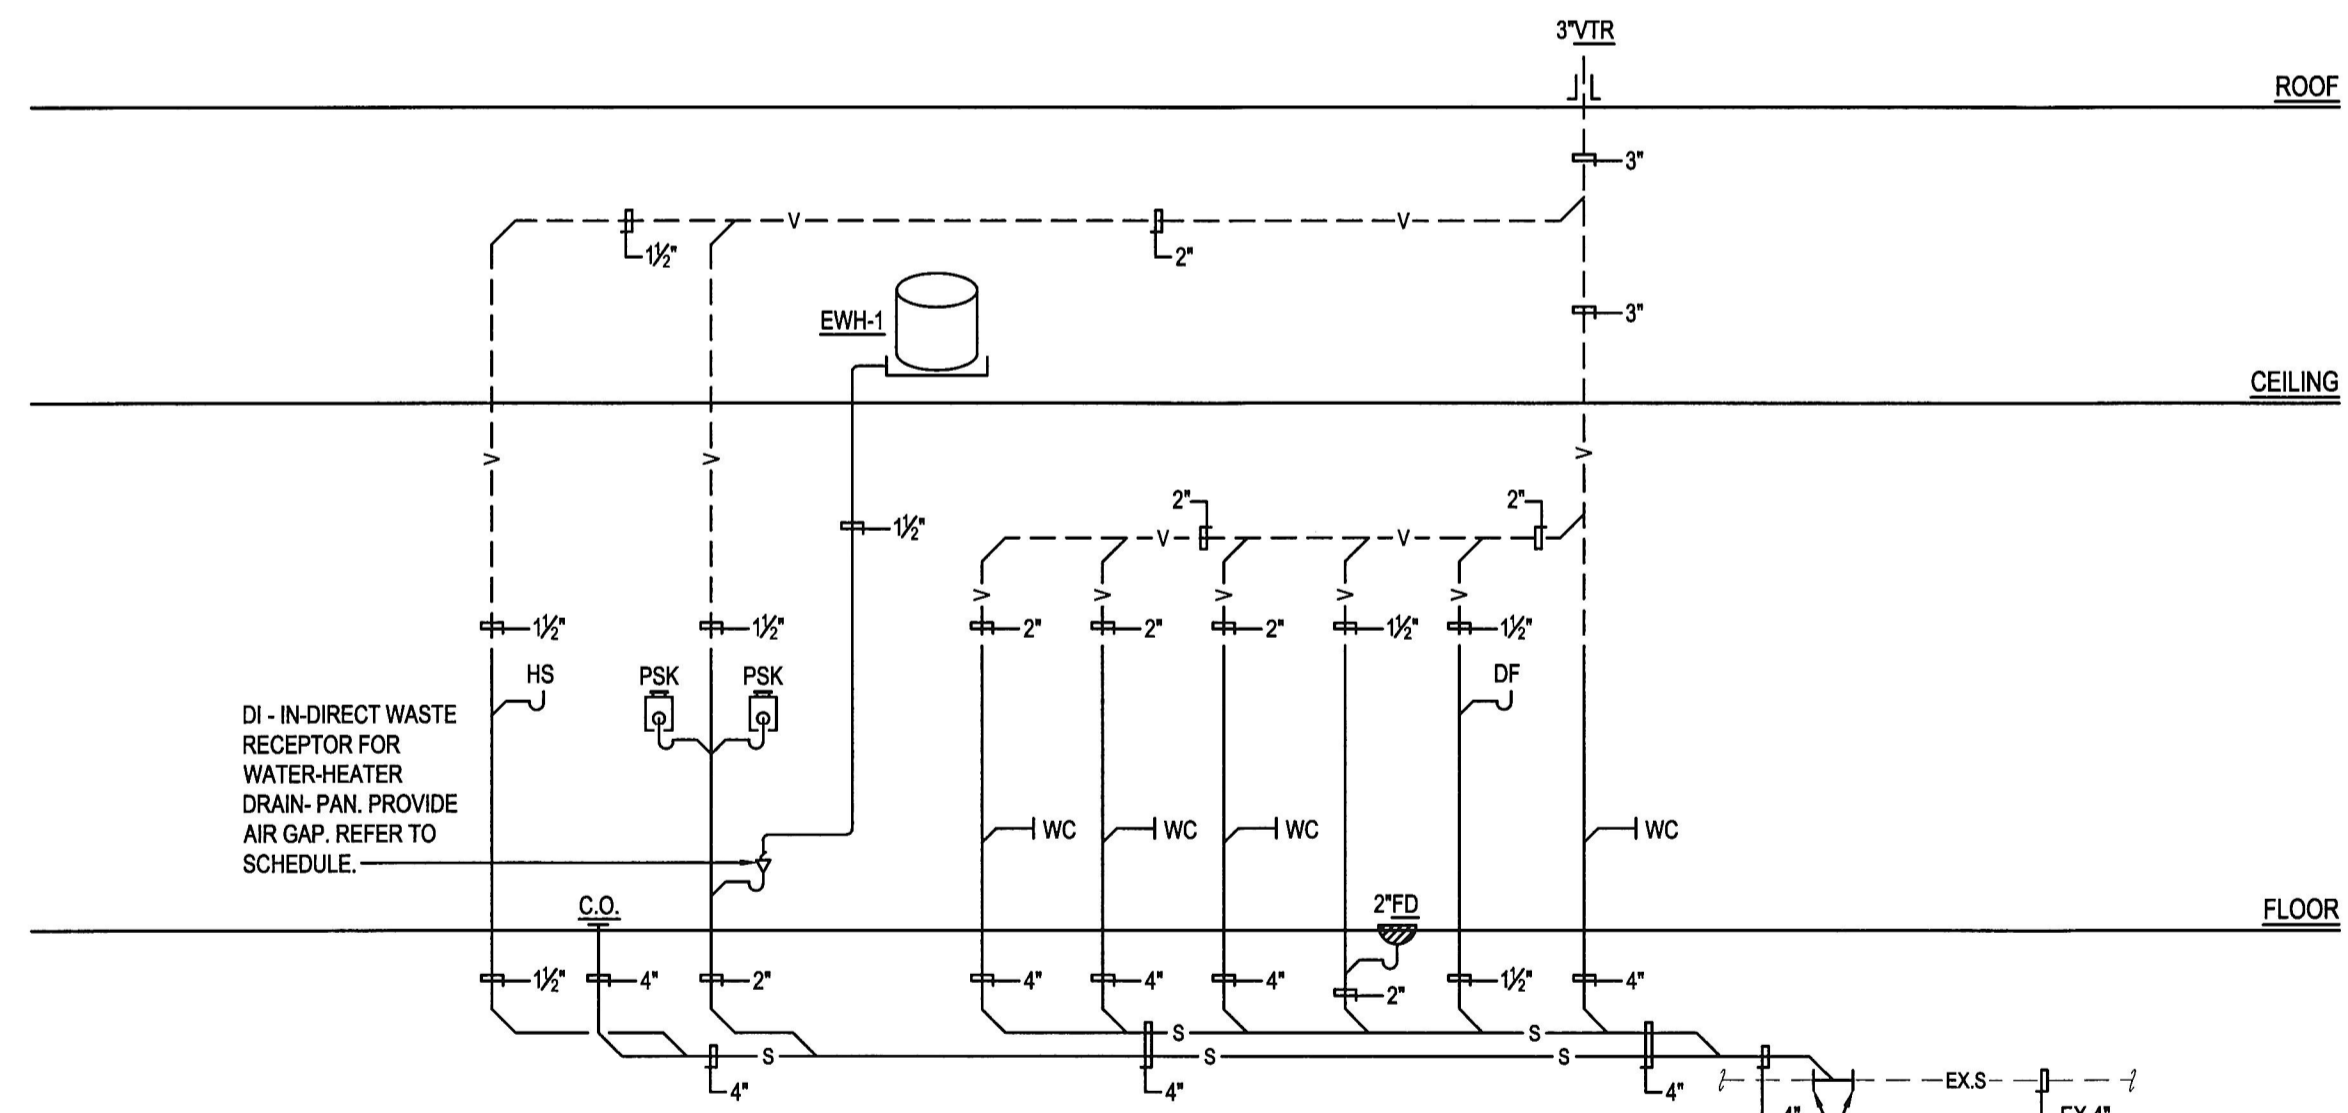 3"VTR
ROOF
3"
V
V
1½"
2"
3"
EWH-1
CEILING
V
V
V
2"
2"
1½"
V
V
V
V
V
V
V
1½"
1½"
2"
2"
2"
1½"
1½"
HS
PSK
PSK
DF
DI - IN-DIRECT WASTE
RECEPTOR FOR
WATER-HEATER
DRAIN- PAN. PROVIDE
AIR GAP. REFER TO
SCHEDULE.
WC
WC
WC
WC
C.O.
2"FD
FLOOR
1½"
4"
2"
4"
4"
4"
2"
1½"
4"
S
S
S
S
S
4"
4"
4"
EX.S
4"
EX.4"